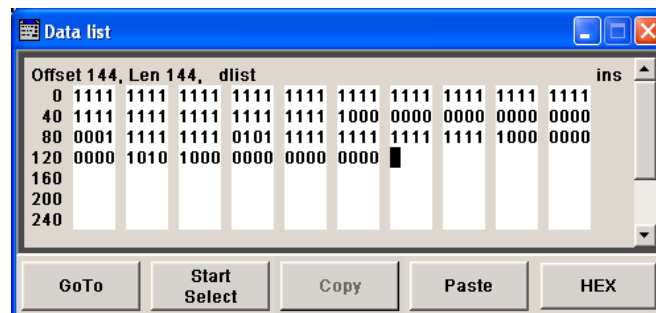 Data list
Offset 144, Len 144, dlist ins
0 1111 1111 1111 1111 1111 1111 1111 1111 1111 1111
40 1111 1111 1111 1111 1111 1000 0000 0000 0000 0000
80 0001 1111 1111 0101 1111 1111 1111 1111 1000 0000
120 0000 1010 1000 0000 0000 0000
160
200
240
GoTo Start Select Copy Paste HEX